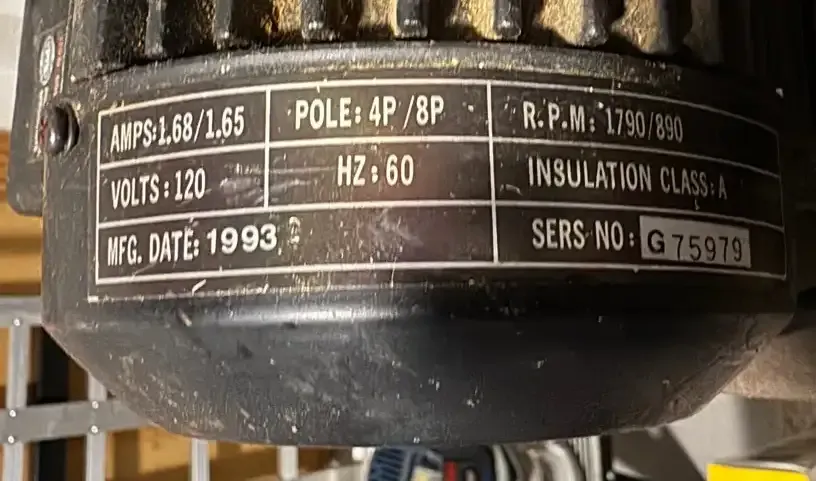 AMPS:1.68/1.65 POLE: 4P/8P R.P.M: 1790/890
VOLTS: 120 HZ: 60 INSULATION CLASS: A
MFG. DATE: 1993 SERS NO: G75979